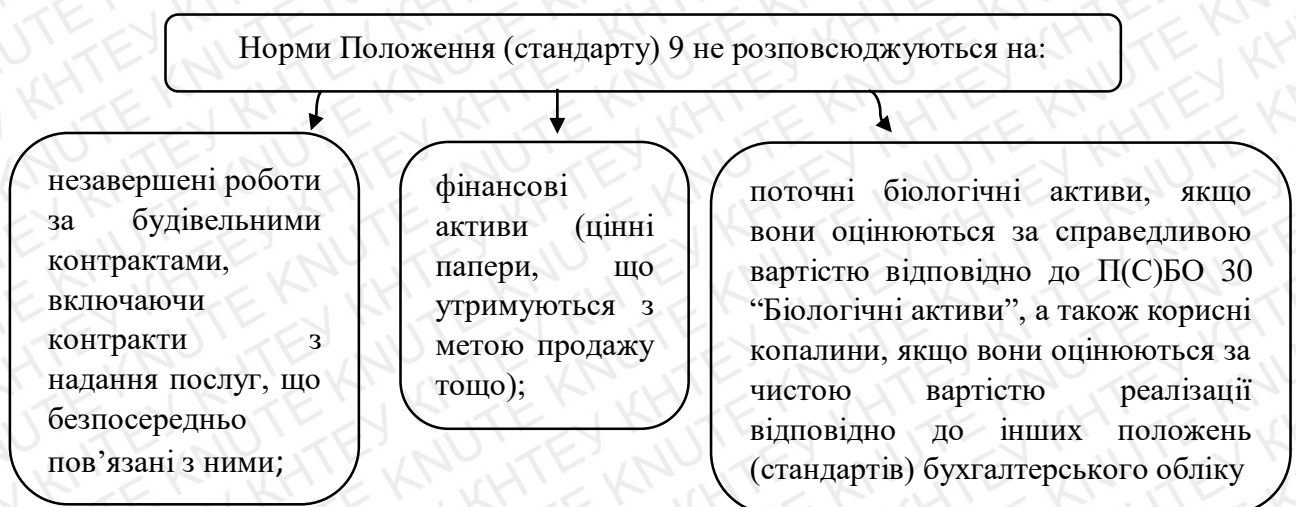 Норми Положення (стандарту) 9 не розповсюджуються на:
незавершені роботи
за будівельними
контрактами,
включаючи
контракти з
надання послуг, що
безпосередньо
пов’язані з ними;
фінансові
активи (цінні
папери, що
утримуються з
метою продажу
тощо);
поточні біологічні активи, якщо
вони оцінюються за справедливою
вартістю відповідно до П(С)БО 30
“Біологічні активи”, а також корисні
копалини, якщо вони оцінюються за
чистою вартістю реалізації
відповідно до інших положень
(стандартів) бухгалтерського обліку